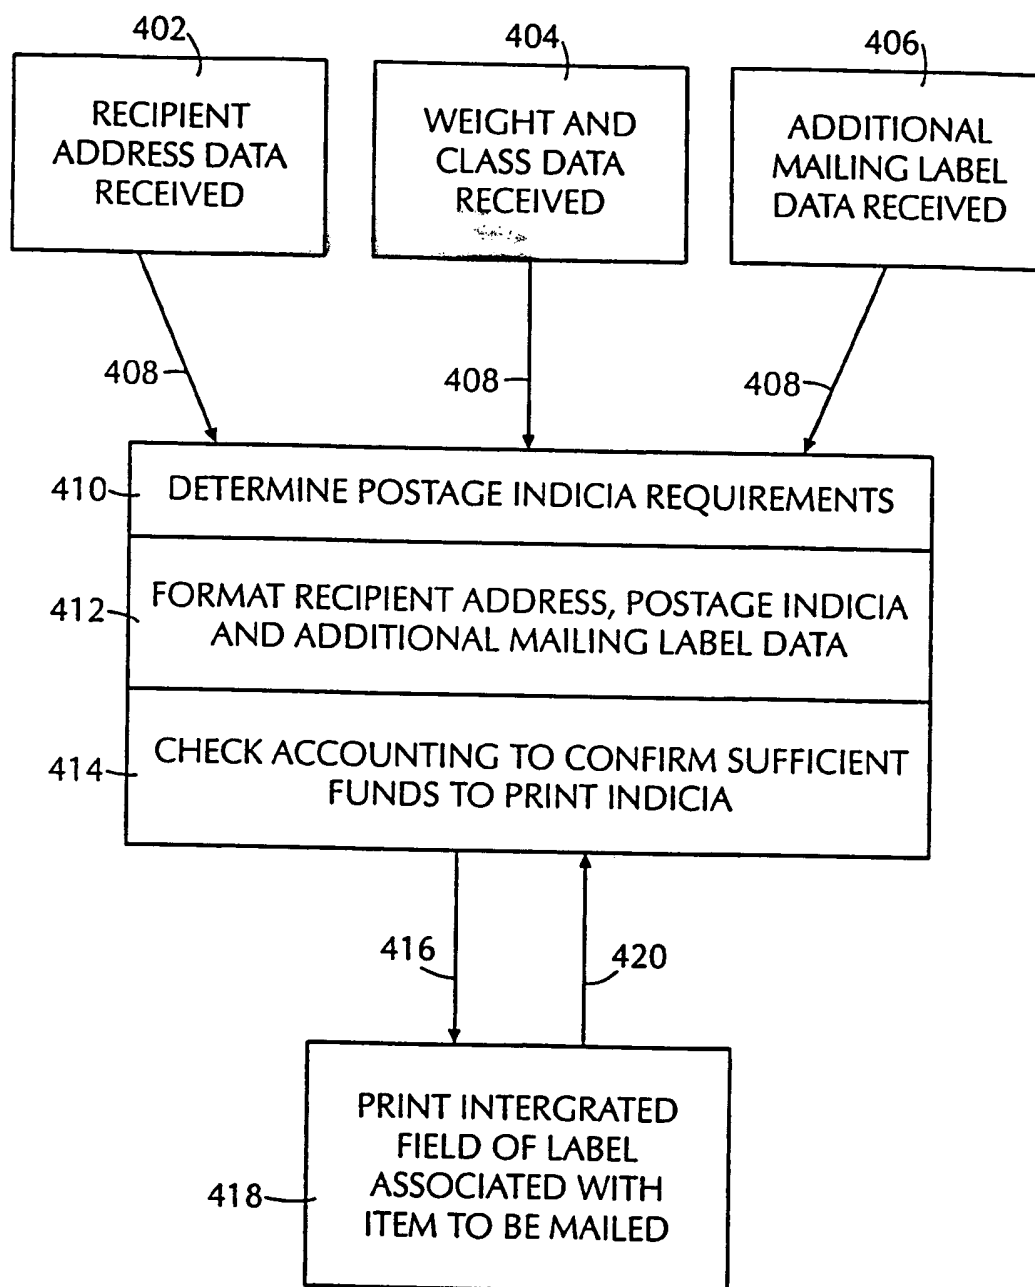 402
404
406
RECIPIENT
ADDRESS DATA
RECEIVED
WEIGHT AND
CLASS DATA
RECEIVED
ADDITIONAL
MAILING LABEL
DATA RECEIVED
408
408
408
410
DETERMINE POSTAGE INDICIA REQUIREMENTS
412
FORMAT RECIPIENT ADDRESS, POSTAGE INDICIA
AND ADDITIONAL MAILING LABEL DATA
414
CHECK ACCOUNTING TO CONFIRM SUFFICIENT
FUNDS TO PRINT INDICIA
416
420
418
PRINT INTERGRATED
FIELD OF LABEL
ASSOCIATED WITH
ITEM TO BE MAILED